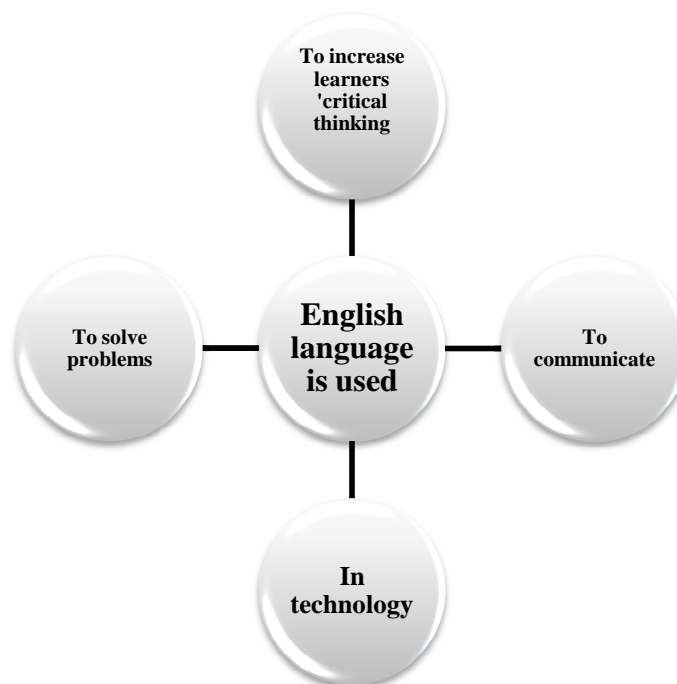 To increase
learners
'critical
thinking
To solve
problems
English
language
is used
To
communicate
In
technology